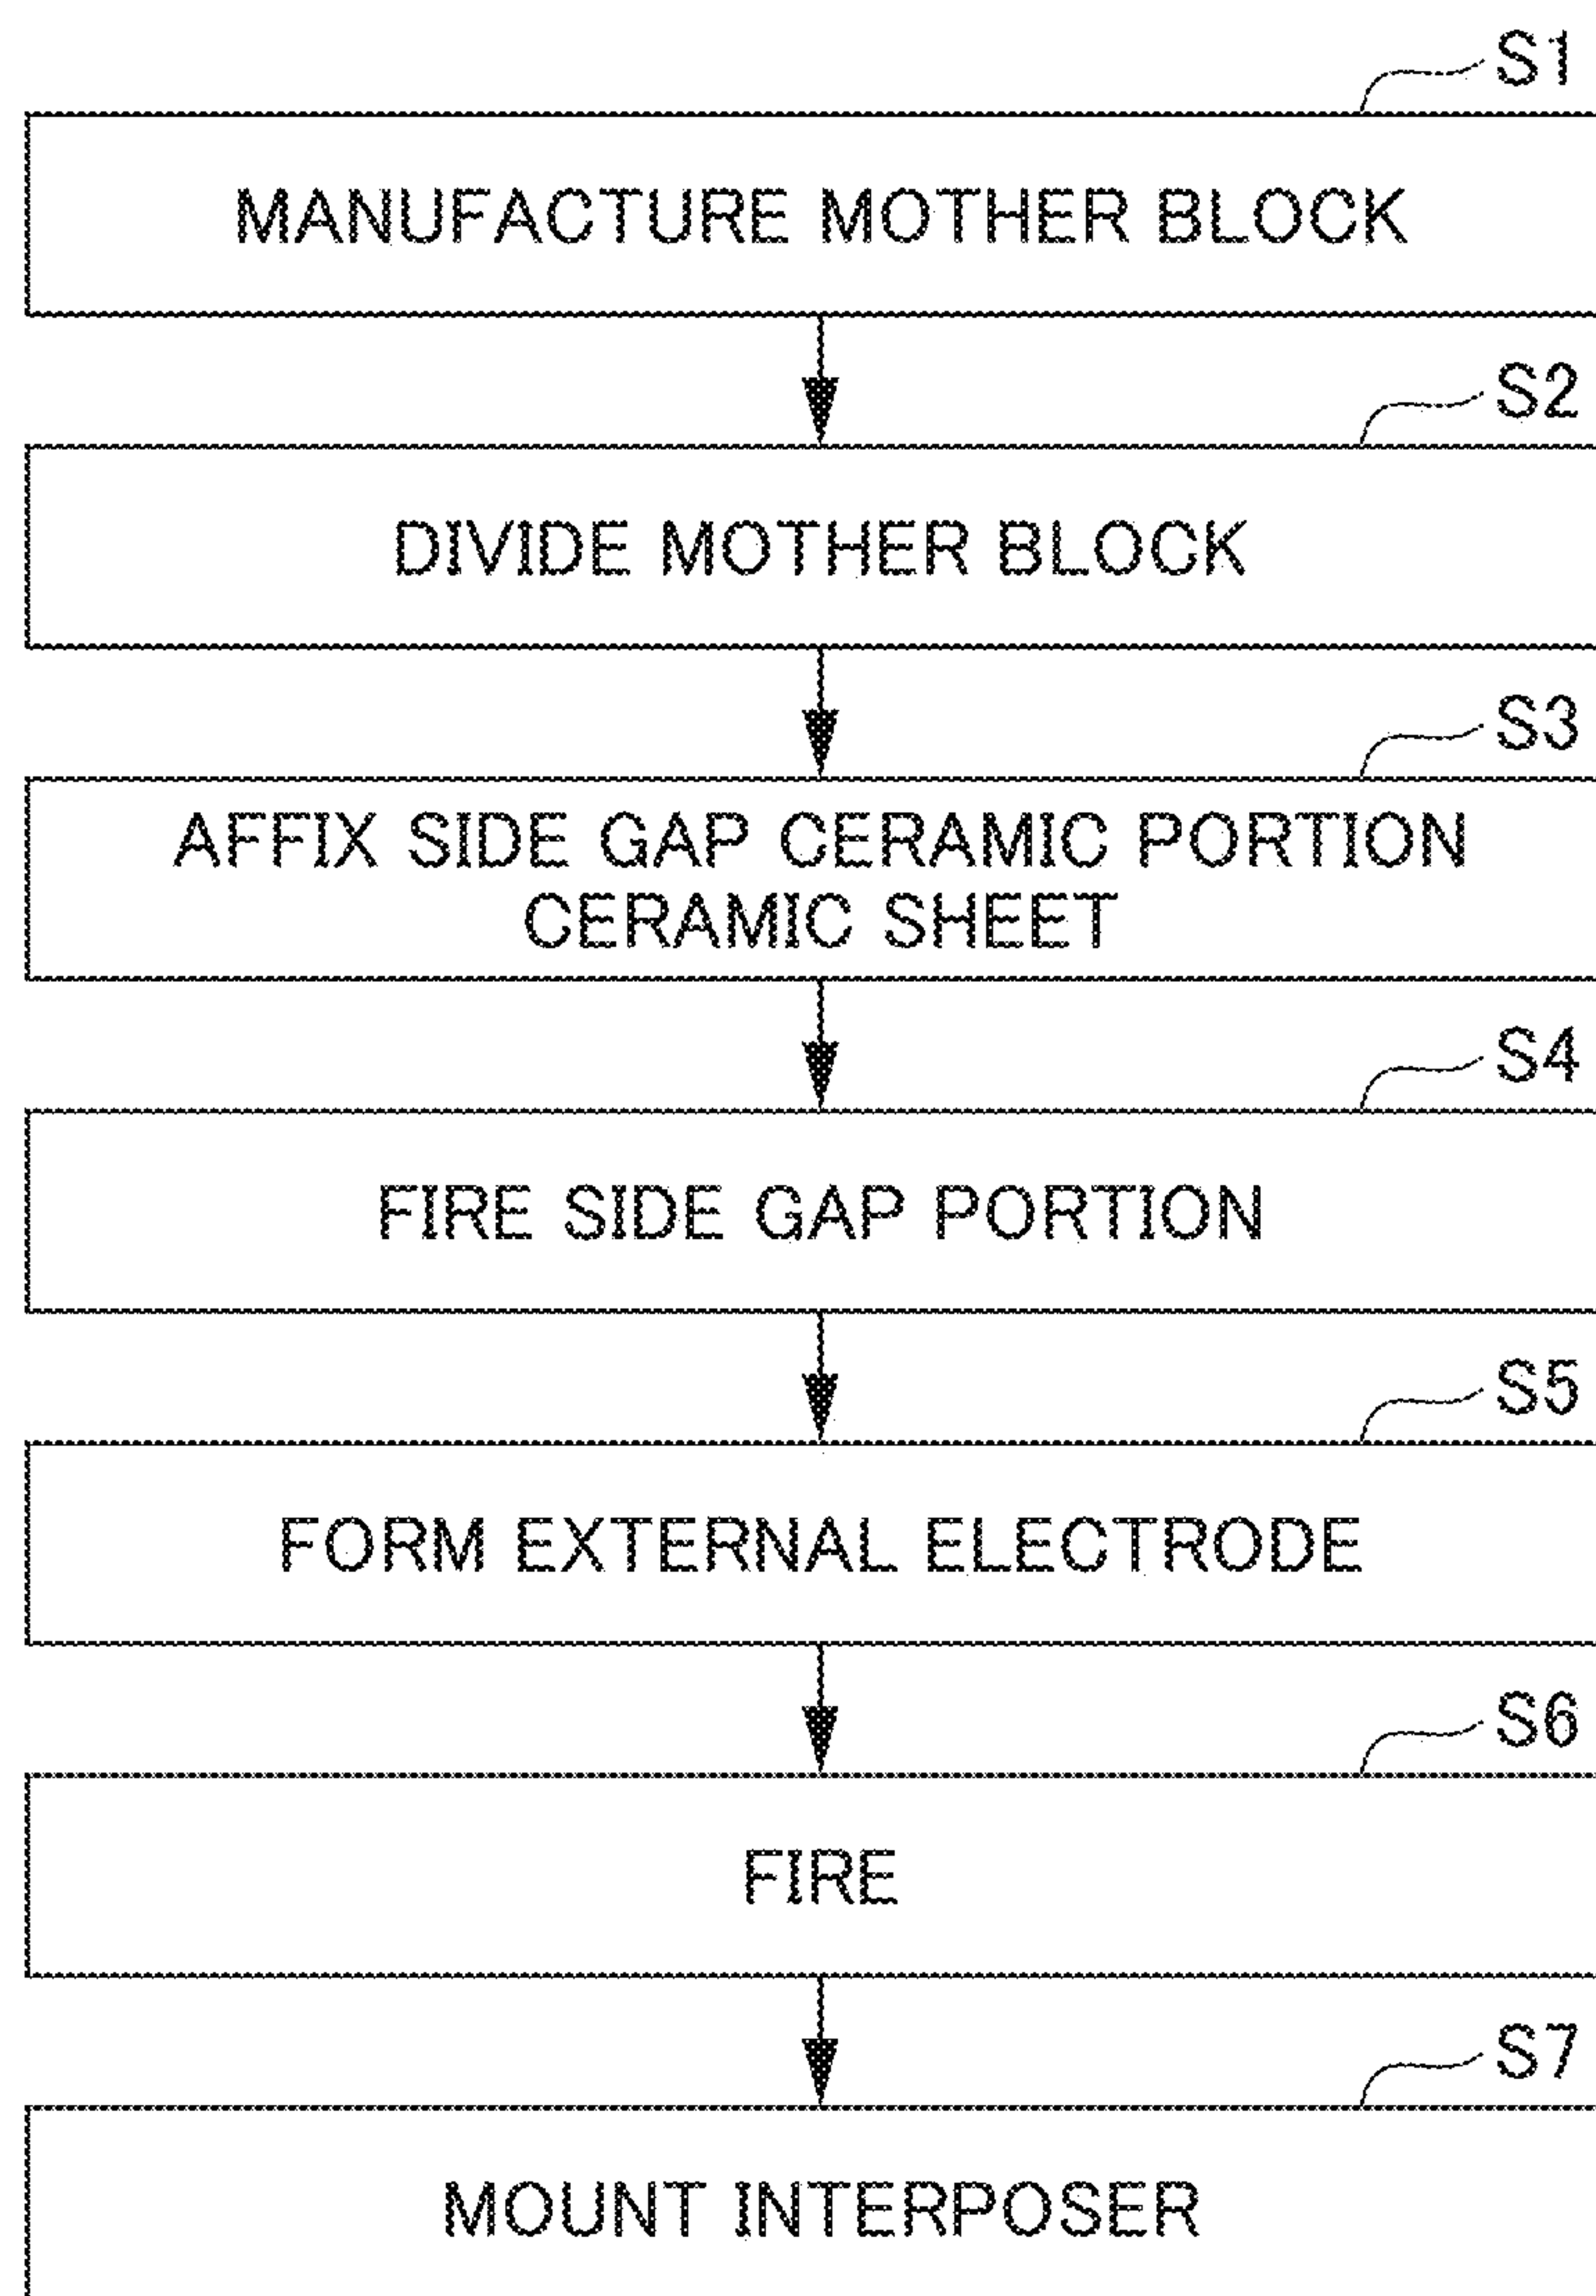 S1
MANUFACTURE MOTHER BLOCK
S2
DIVIDE MOTHER BLOCK
S3
AFFIX SIDE GAP CERAMIC PORTION
CERAMIC SHEET
S4
FIRE SIDE GAP PORTION
S5
FORM EXTERNAL ELECTRODE
S6
FIRE
S7
MOUNT INTERPOSER